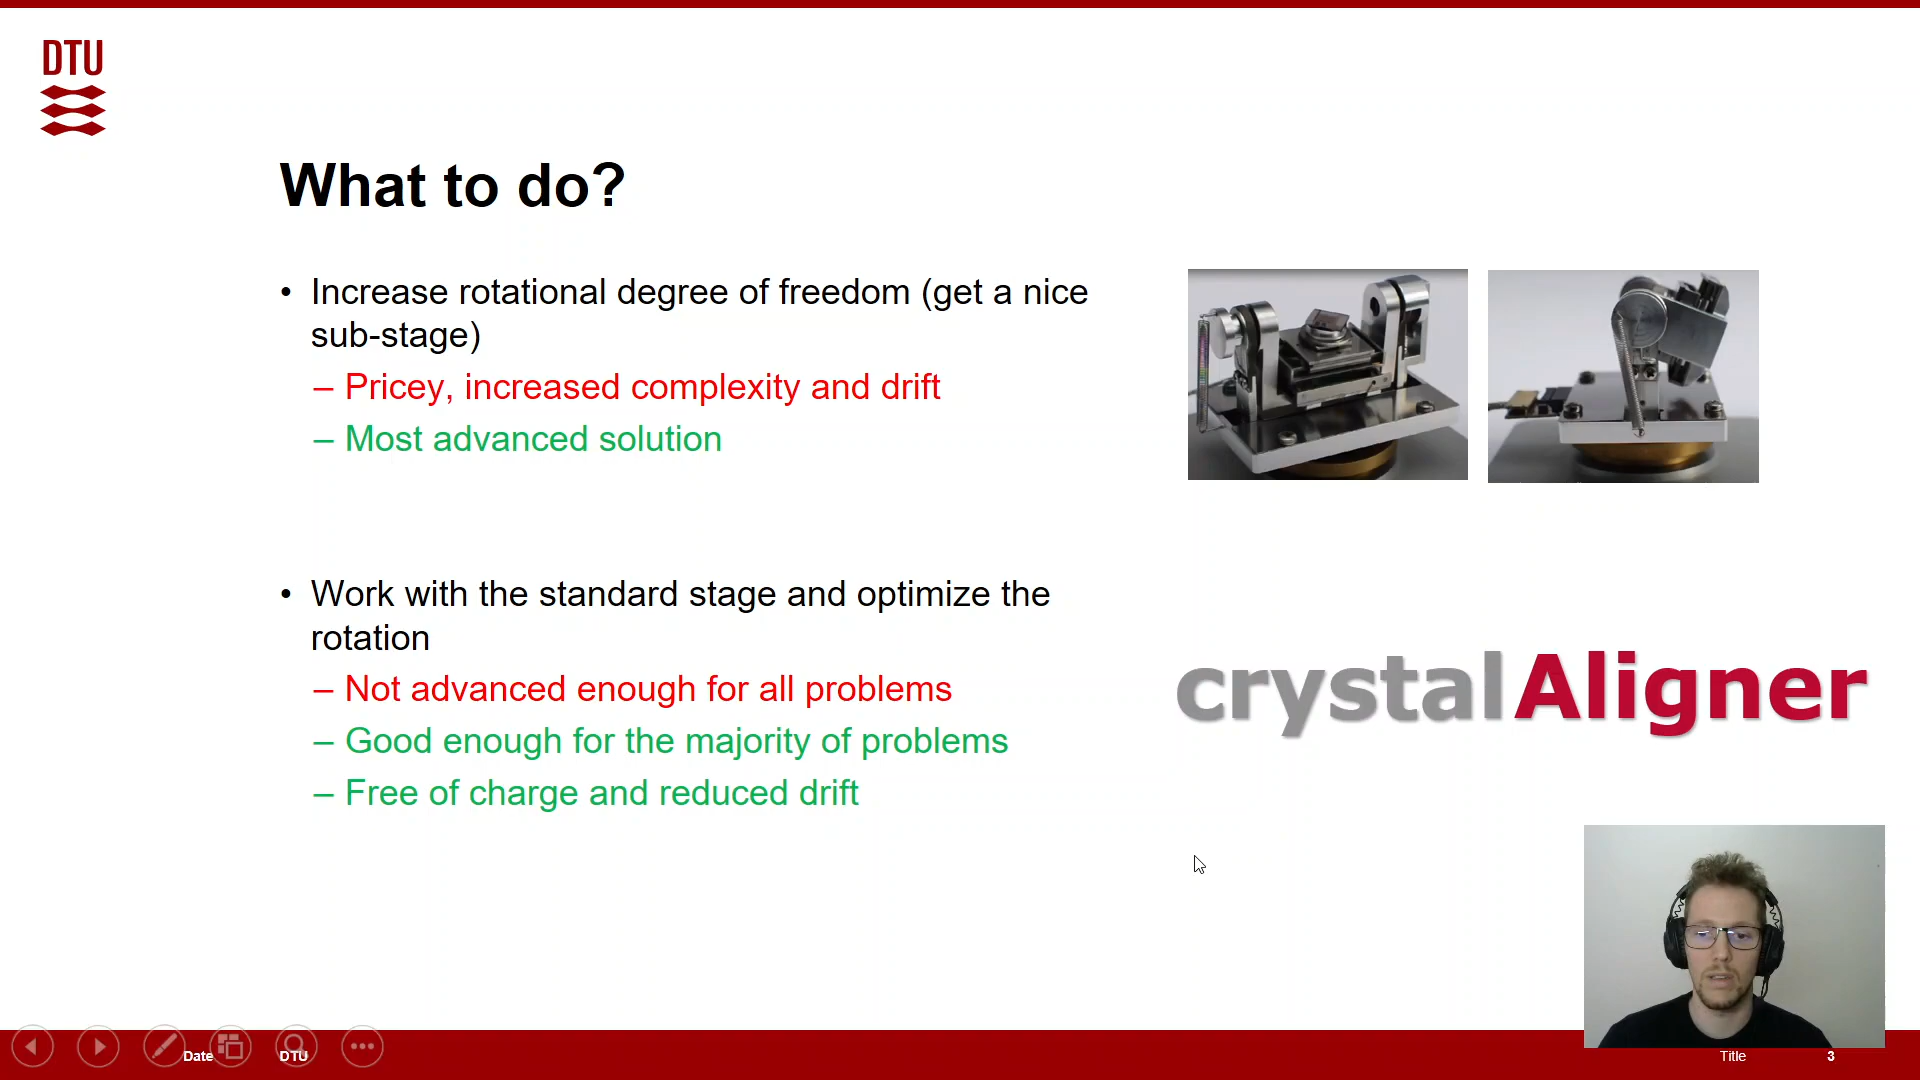 DTU
What to do?
• Increase rotational degree of freedom (get a nice
sub-stage)
– Pricey, increased complexity and drift
– Most advanced solution
• Work with the standard stage and optimize the
rotation
– Not advanced enough for all problems
– Good enough for the majority of problems
– Free of charge and reduced drift
crystalAligner
Date
DTU
Title
3